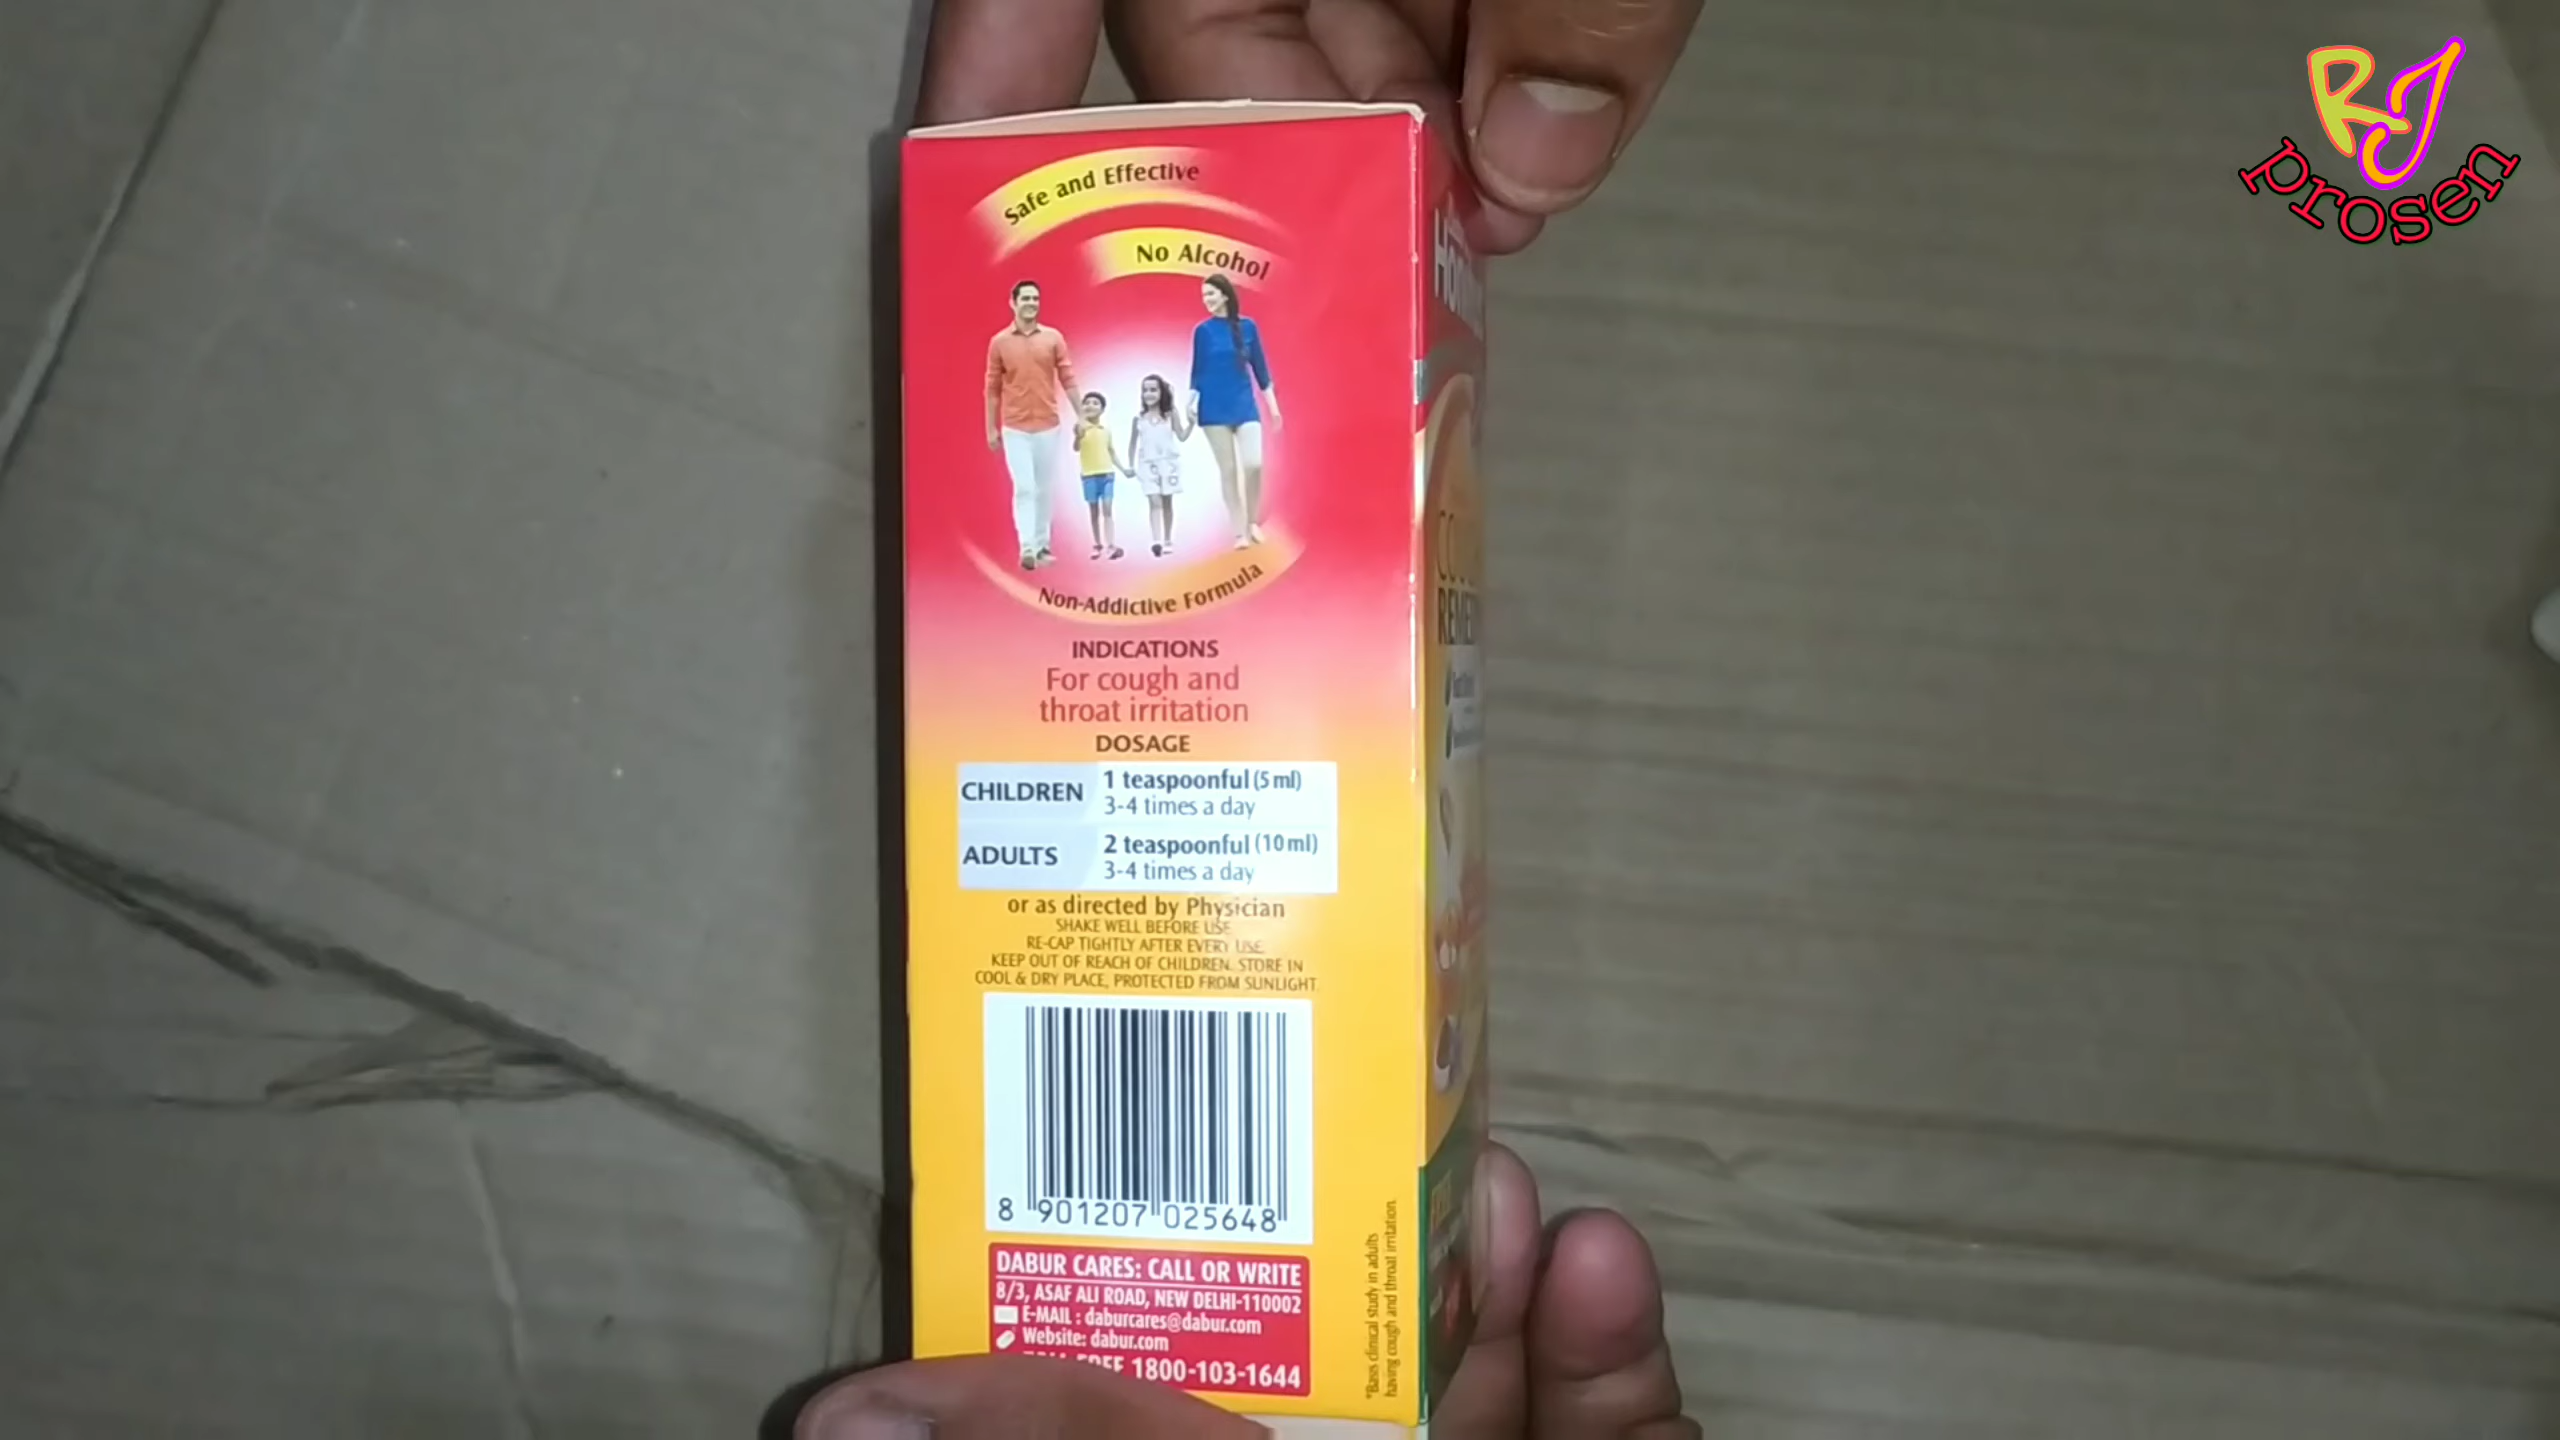 RJ
prosen
Safe and Effective
No Alcohol
Non-Addictive Formula
INDICATIONS
For cough and
throat irritation
DOSAGE
CHILDREN 1 teaspoonful (5 ml)
3-4 times a day
ADULTS 2 teaspoonful (10 ml)
3-4 times a day
or as directed by Physician
SHAKE WELL BEFORE USE
RE-CAP TIGHTLY AFTER EVERY USE
KEEP OUT OF REACH OF CHILDREN. STORE IN
COOL & DRY PLACE, PROTECTED FROM SUNLIGHT
8 901207 025648
DABUR CARES: CALL OR WRITE
8/3, ASAF ALI ROAD, NEW DELHI-110002
E-MAIL : daburcares@dabur.com
Website: dabur.com
FREE 1800-103-1644
*Basis clinical study in adults
having cough and throat irritation